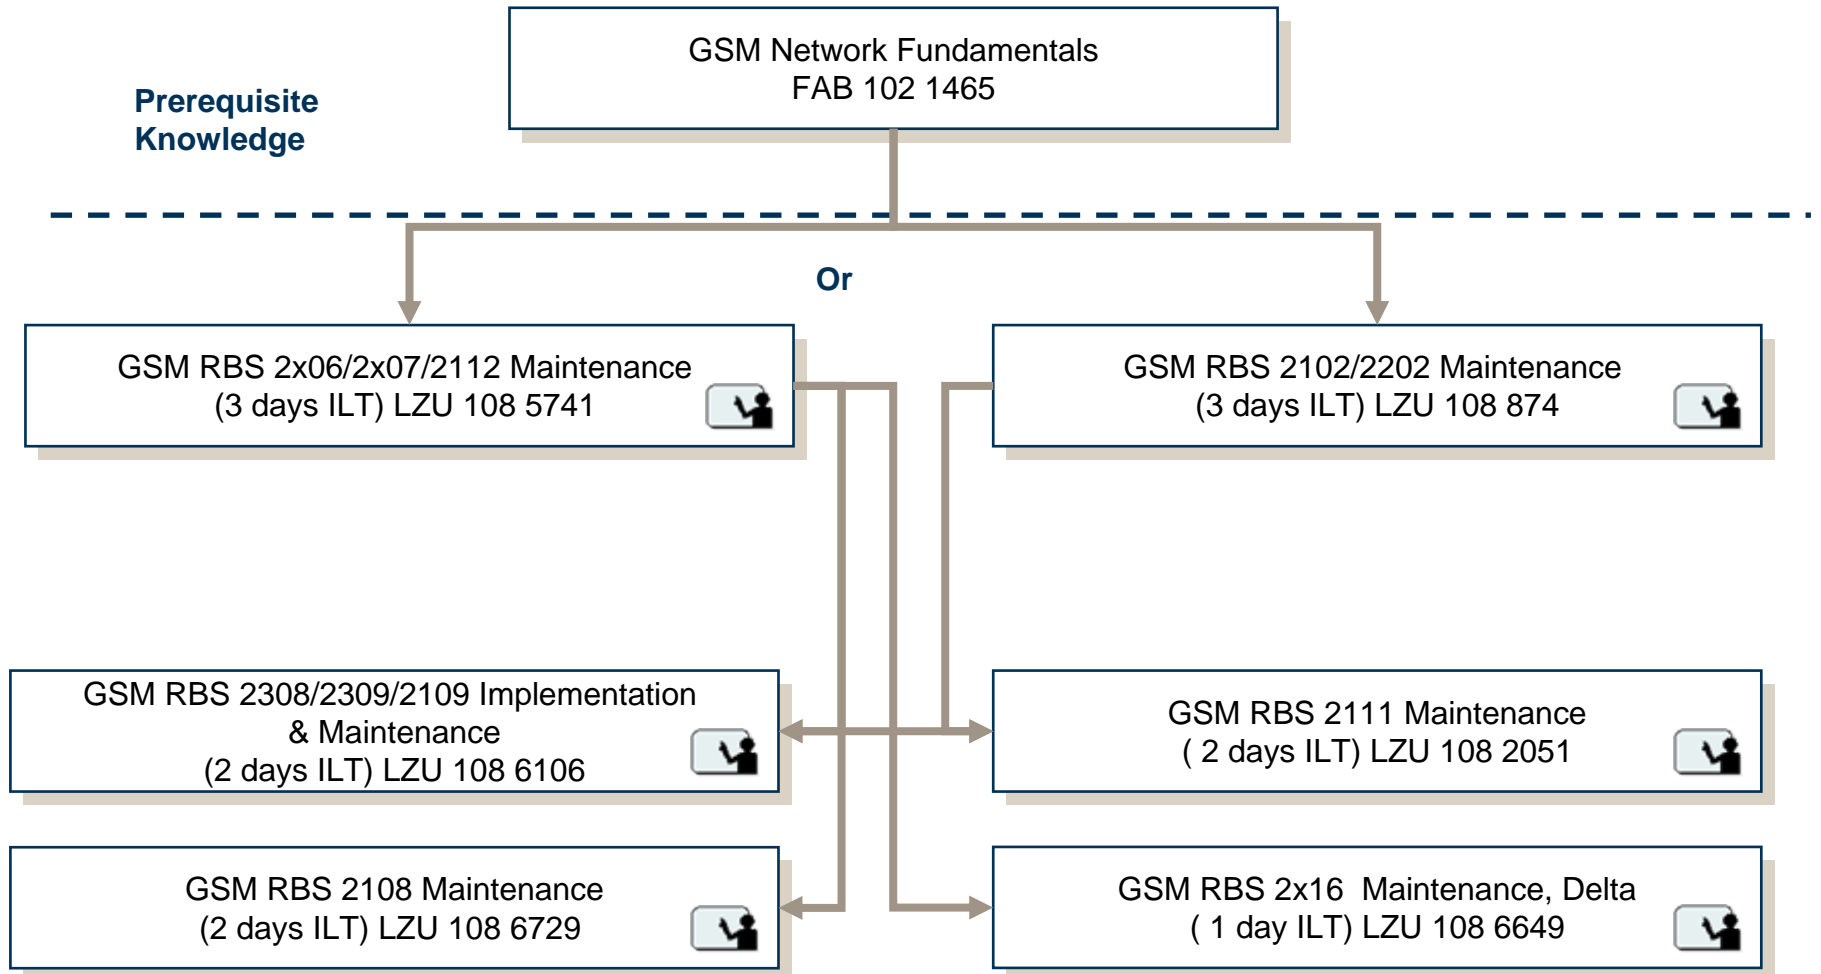 GSM Network Fundamentals
FAB 102 1465
Prerequisite
Knowledge
Or
GSM RBS 2x06/2x07/2112 Maintenance
(3 days ILT) LZU 108 5741
GSM RBS 2102/2202 Maintenance
(3 days ILT) LZU 108 874
GSM RBS 2308/2309/2109 Implementation
& Maintenance
(2 days ILT) LZU 108 6106
GSM RBS 2111 Maintenance
( 2 days ILT) LZU 108 2051
GSM RBS 2108 Maintenance
(2 days ILT) LZU 108 6729
GSM RBS 2x16  Maintenance, Delta
( 1 day ILT) LZU 108 6649